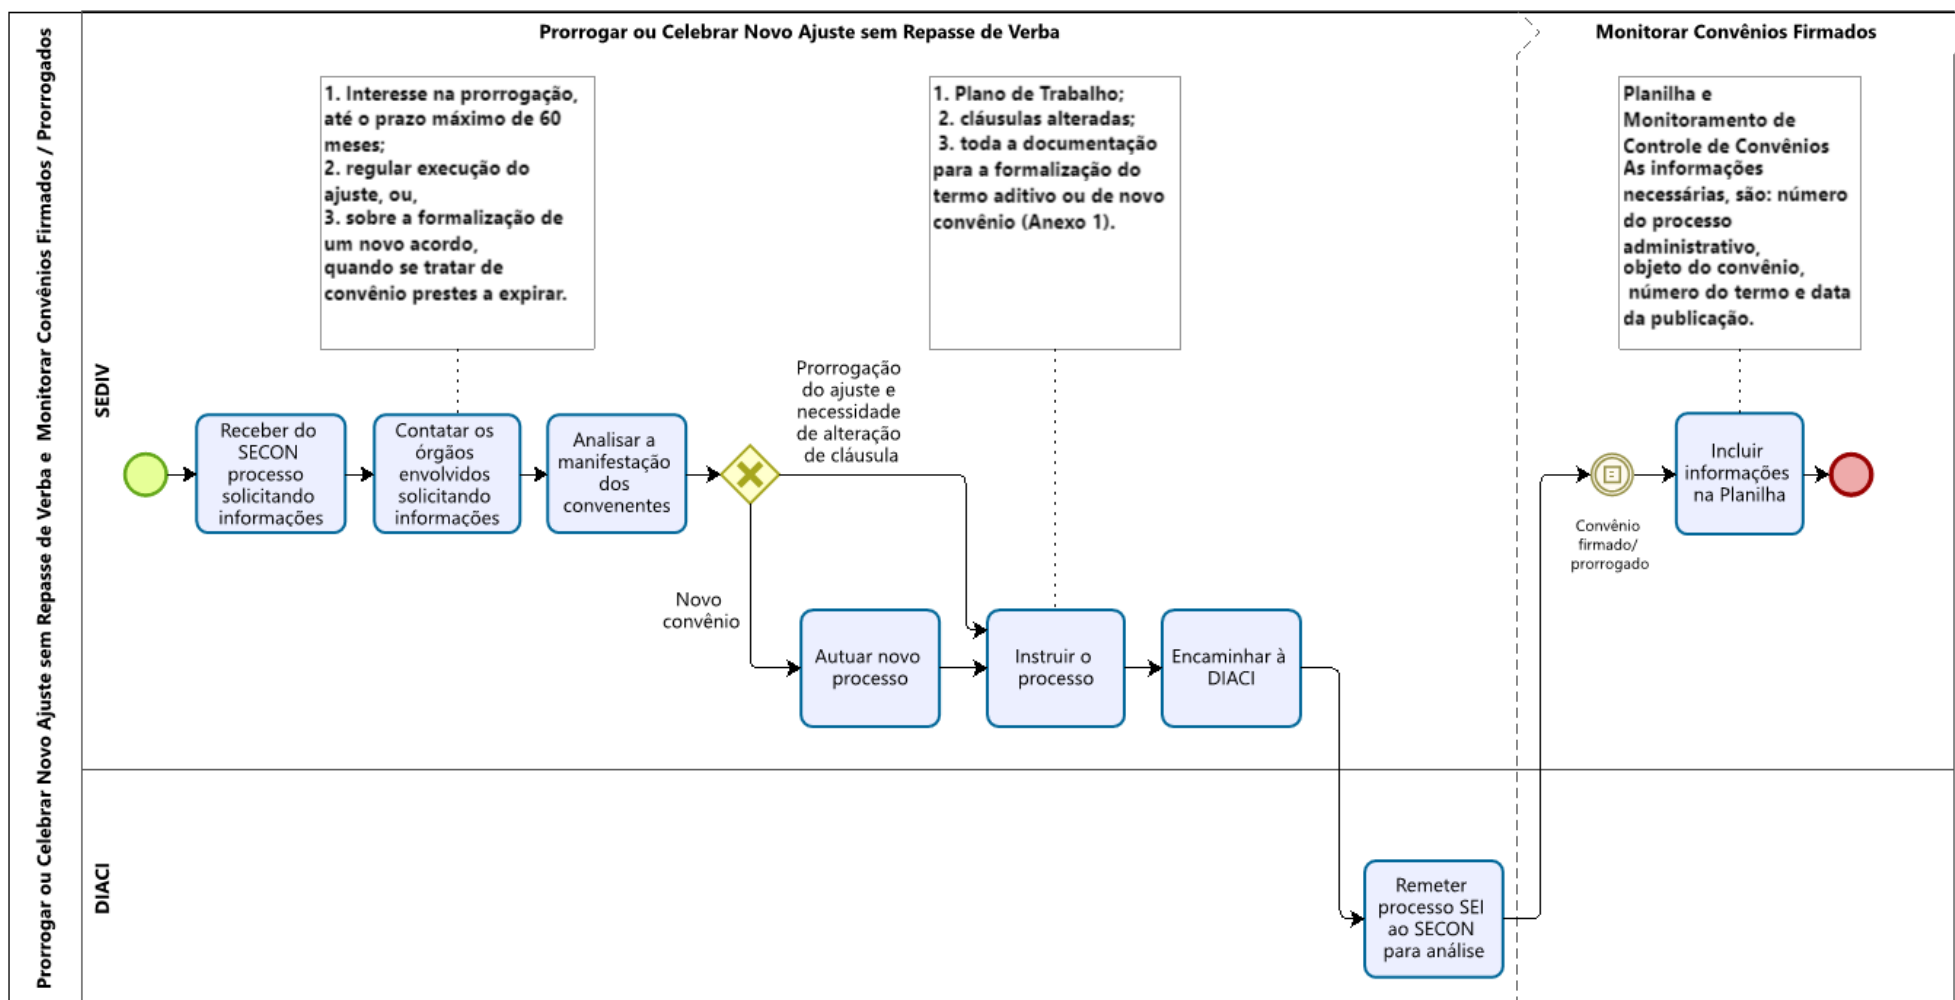 Prorrogar ou Celebrar Novo Ajuste sem Repasse de Verba e Monitorar Convênios Firmados / Prorrogados
Prorrogar ou Celebrar Novo Ajuste sem Repasse de Verba
Monitorar Convênios Firmados
SEDIV
1. Interesse na prorrogação,
até o prazo máximo de 60
meses;
2. regular execução do
ajuste, ou,
3. sobre a formalização de
um novo acordo,
quando se tratar de
convênio prestes a expirar.
1. Plano de Trabalho;
2. cláusulas alteradas;
3. toda a documentação
para a formalização do
termo aditivo ou de novo
convênio (Anexo 1).
Planilha e
Monitoramento de
Controle de Convênios
As informações
necessárias, são: número
do processo
administrativo,
objeto do convênio,
número do termo e data
da publicação.
Receber do
SECON
processo
solicitando
informações
Contatar os
órgãos
envolvidos
solicitando
informações
Analisar a
manifestação
dos
convenentes
Prorrogação
do ajuste e
necessidade
de alteração
de cláusula
Novo
convênio
Autuar novo
processo
Instruir o
processo
Encaminhar à
DIACI
Convênio
firmado/
prorrogado
Incluir
informações
na Planilha
DIACI
Remeter
processo SEI
ao SECON
para análise